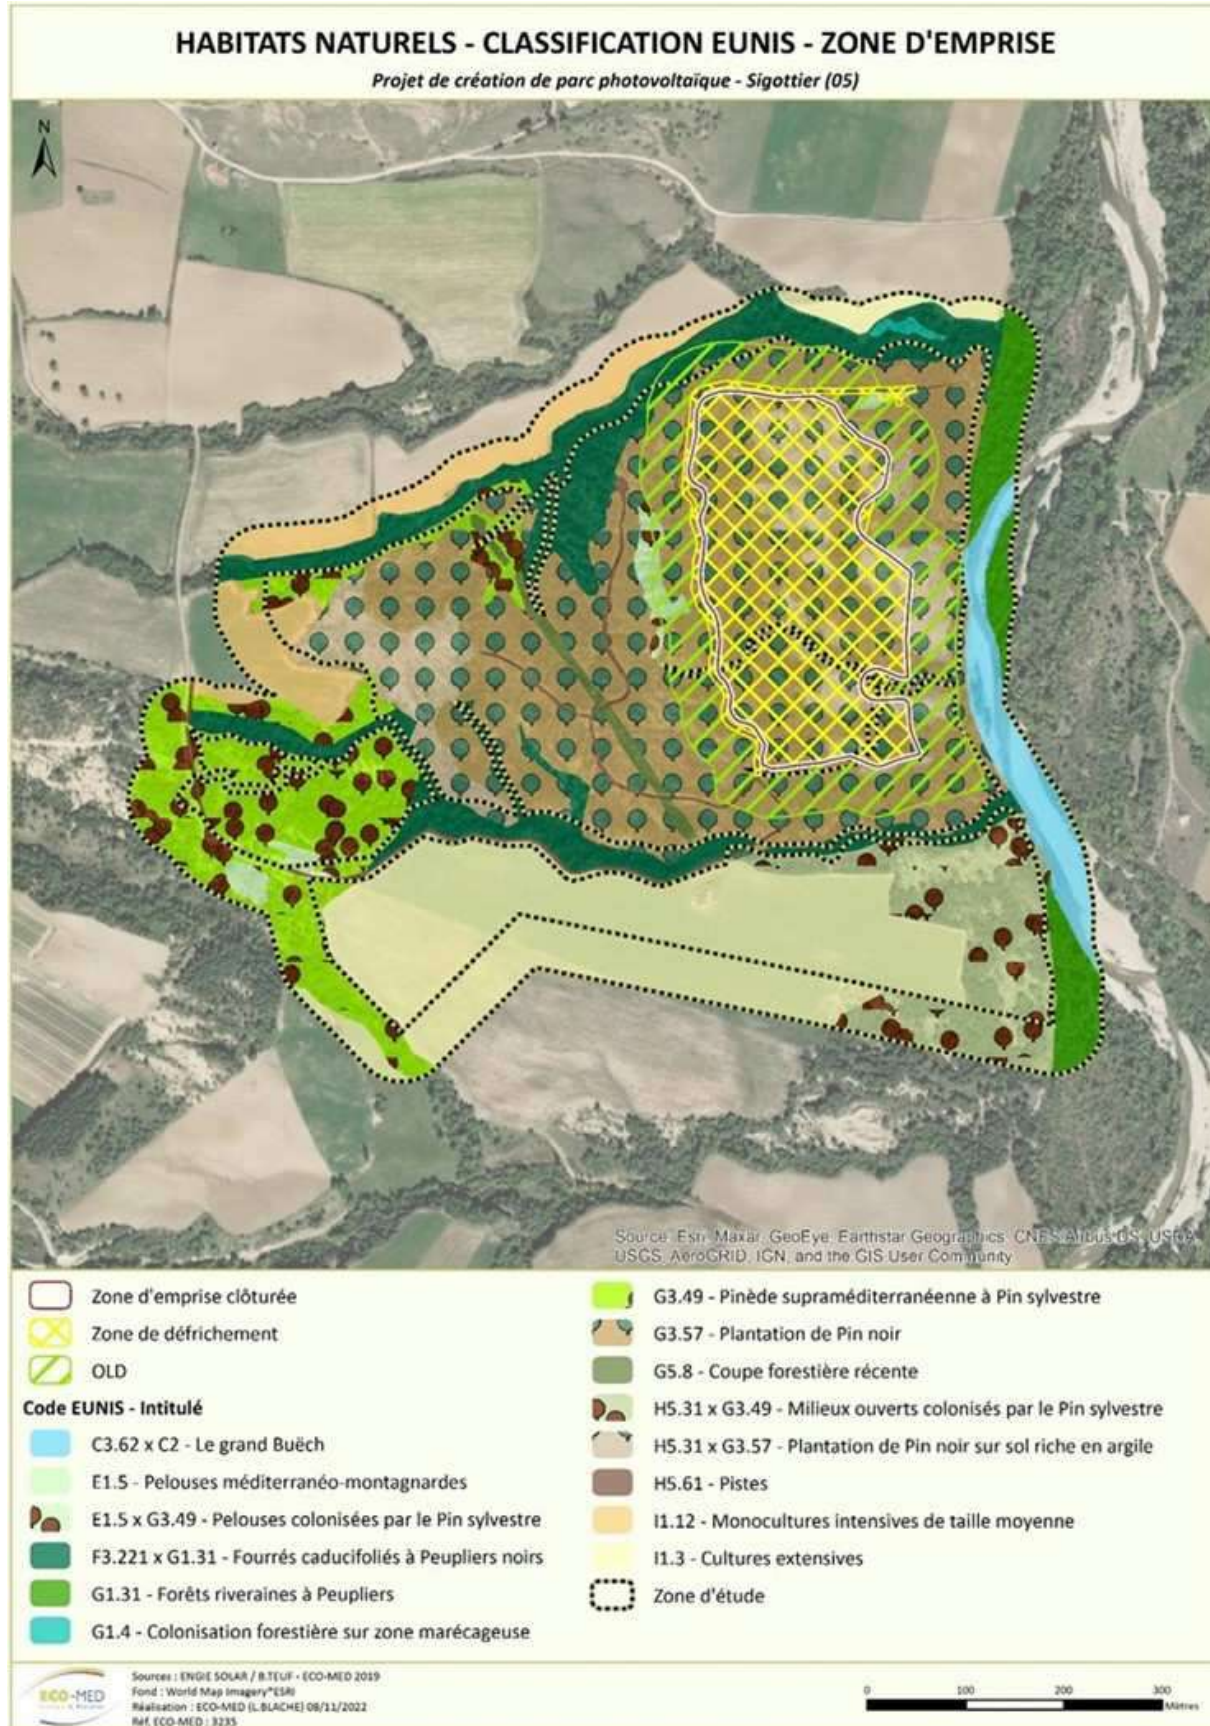 HABITATS NATURELS - CLASSIFICATION EUNIS - ZONE D'EMPRISE
Projet de création de parc photovoltaïque - Sigottier (05)
N
Source: Esri, Maxar, GeoEye, Earthstar Geographics, CNES/Airbus DS, USDA,
USGS, AeroGRID, IGN, and the GIS User Community
Zone d'emprise clôturée
Zone de défrichement
OLD
Code EUNIS - Intitulé
C3.62 x C2 - Le grand Buëch
E1.5 - Pelouses méditerranéo-montagnardes
E1.5 x G3.49 - Pelouses colonisées par le Pin sylvestre
F3.221 x G1.31 - Fourrés caducifoliés à Peupliers noirs
G1.31 - Forêts riveraines à Peupliers
G1.4 - Colonisation forestière sur zone marécageuse
G3.49 - Pinède supraméditerranéenne à Pin sylvestre
G3.57 - Plantation de Pin noir
G5.8 - Coupe forestière récente
H5.31 x G3.49 - Milieux ouverts colonisés par le Pin sylvestre
H5.31 x G3.57 - Plantation de Pin noir sur sol riche en argile
H5.61 - Pistes
I1.12 - Monocultures intensives de taille moyenne
I1.3 - Cultures extensives
Zone d'étude
ECO-MED
Sources : ENGIE SOLAR / B.TEUF - ECO-MED 2019
Fond : World Map Imagery®ESRI
Réalisation : ECO-MED (L.BLACHE) 08/11/2022
Réf. ECO-MED : 3235
0 100 200 300
Mètres